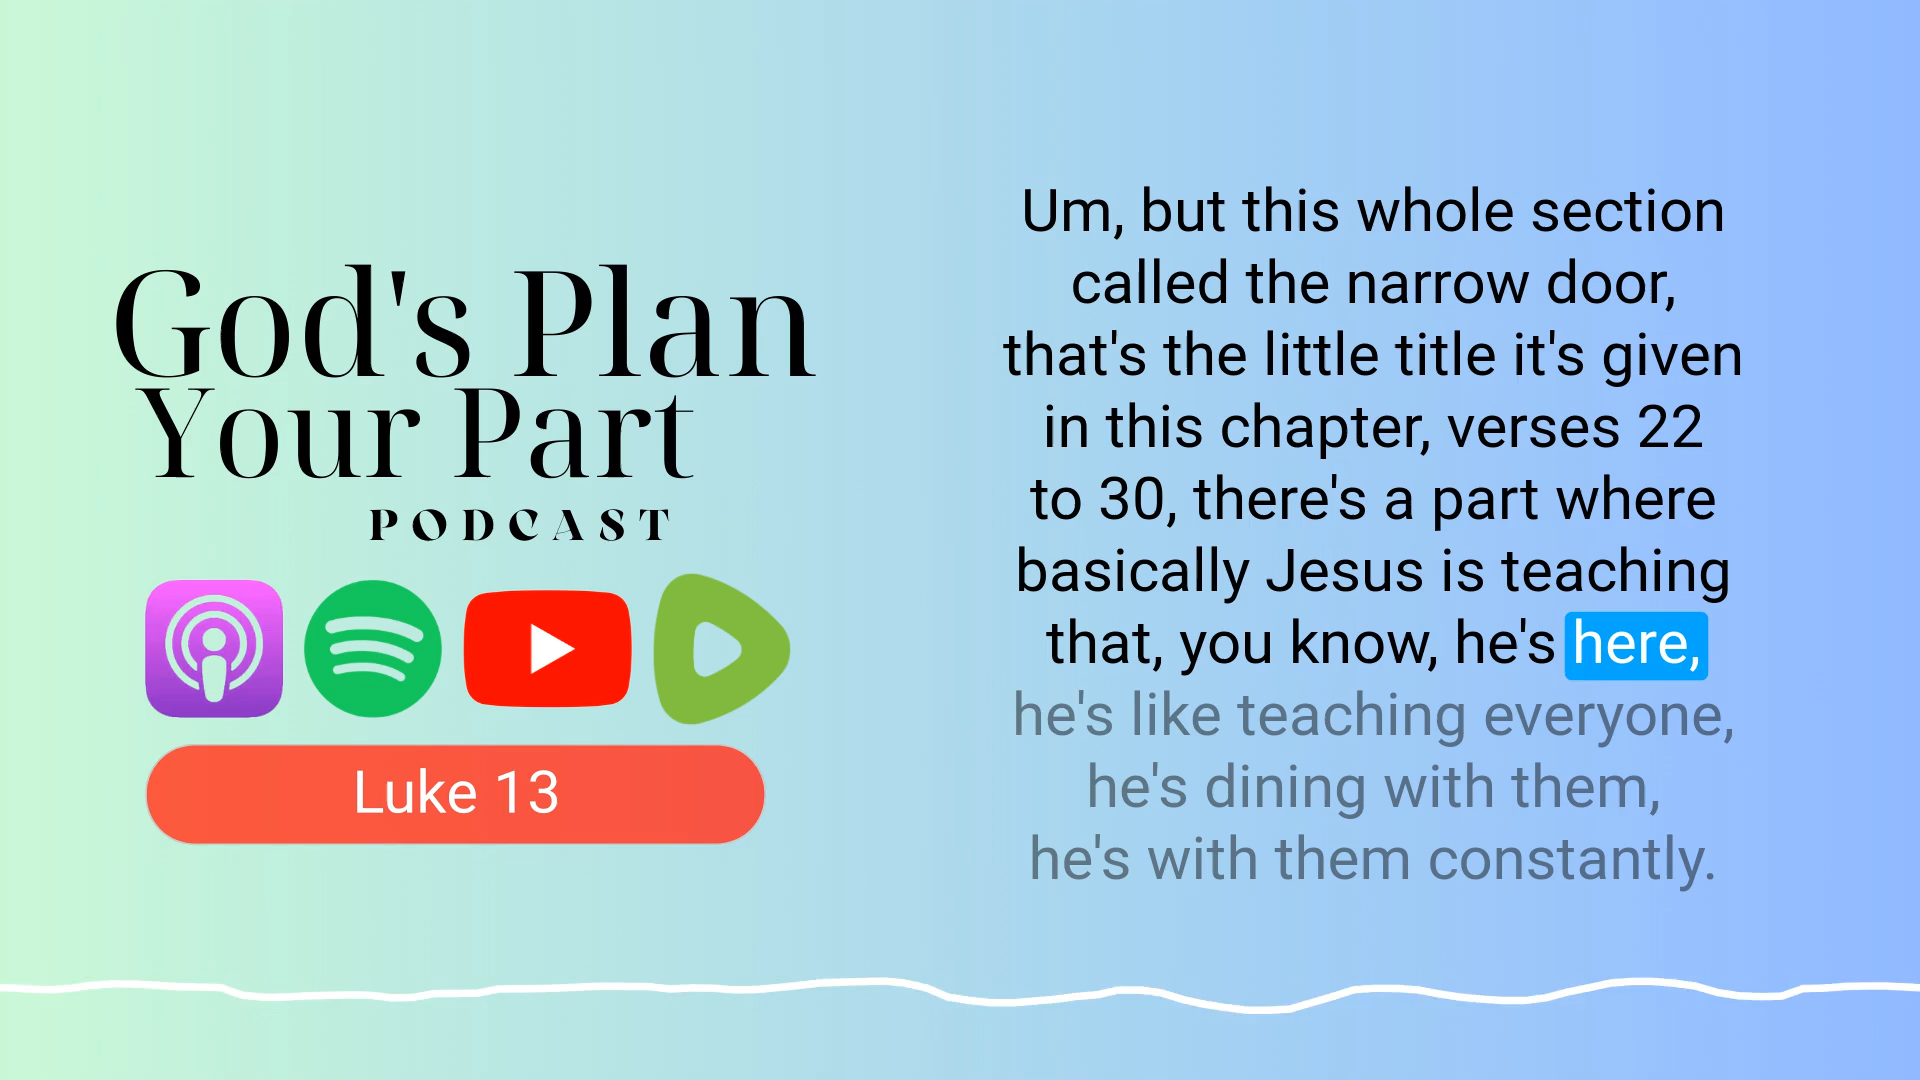 God's Plan
Your Part
PODCAST
Luke 13
Um, but this whole section
called the narrow door,
that's the little title it's given
in this chapter, verses 22
to 30, there's a part where
basically Jesus is teaching
that, you know, he's here,
he's like teaching everyone,
he's dining with them,
he's with them constantly.